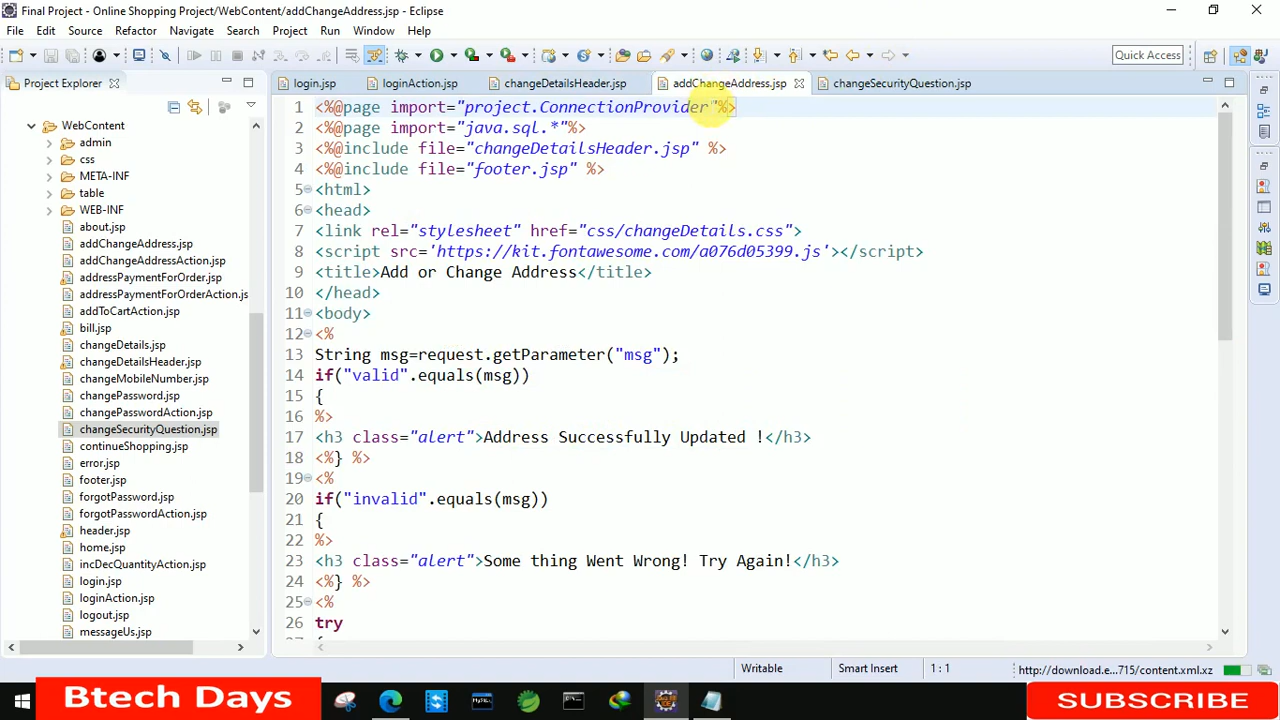 Final Project - Online Shopping Project/WebContent/addChangeAddress.jsp - Eclipse
File Edit Source Refactor Navigate Search Project Run Window Help
Quick Access
Project Explorer
login.jsp loginAction.jsp changeDetailsHeader.jsp addChangeAddress.jsp changeSecurityQuestion.jsp
WebContent
admin
css
META-INF
table
WEB-INF
about.jsp
addChangeAddress.jsp
addChangeAddressAction.jsp
addressPaymentForOrder.jsp
addressPaymentForOrderAction.js
addToCartAction.jsp
bill.jsp
changeDetails.jsp
changeDetailsHeader.jsp
changeMobileNumber.jsp
changePassword.jsp
changePasswordAction.jsp
changeSecurityQuestion.jsp
continueShopping.jsp
error.jsp
footer.jsp
forgotPassword.jsp
forgotPasswordAction.jsp
header.jsp
home.jsp
incDecQuantityAction.jsp
login.jsp
loginAction.jsp
logout.jsp
messageUs.jsp
1 <%@page import="project.ConnectionProvider"%>
2 <%@page import="java.sql.*"%>
3 <%@include file="changeDetailsHeader.jsp" %>
4 <%@include file="footer.jsp" %>
5 <html>
6 <head>
7 <link rel="stylesheet" href="css/changeDetails.css">
8 <script src='https://kit.fontawesome.com/a076d05399.js'></script>
9 <title>Add or Change Address</title>
10 </head>
11 <body>
12 <%
13 String msg=request.getParameter("msg");
14 if("valid".equals(msg))
15 {
16 %>
17 <h3 class="alert">Address Successfully Updated !</h3>
18 <%} %>
19 <%
20 if("invalid".equals(msg))
21 {
22 %>
23 <h3 class="alert">Some thing Went Wrong! Try Again!</h3>
24 <%} %>
25 <%
26 try
Writable Smart Insert 1 : 1 http://download.e...715/content.xml.xz
Btech Days SUBSCRIBE